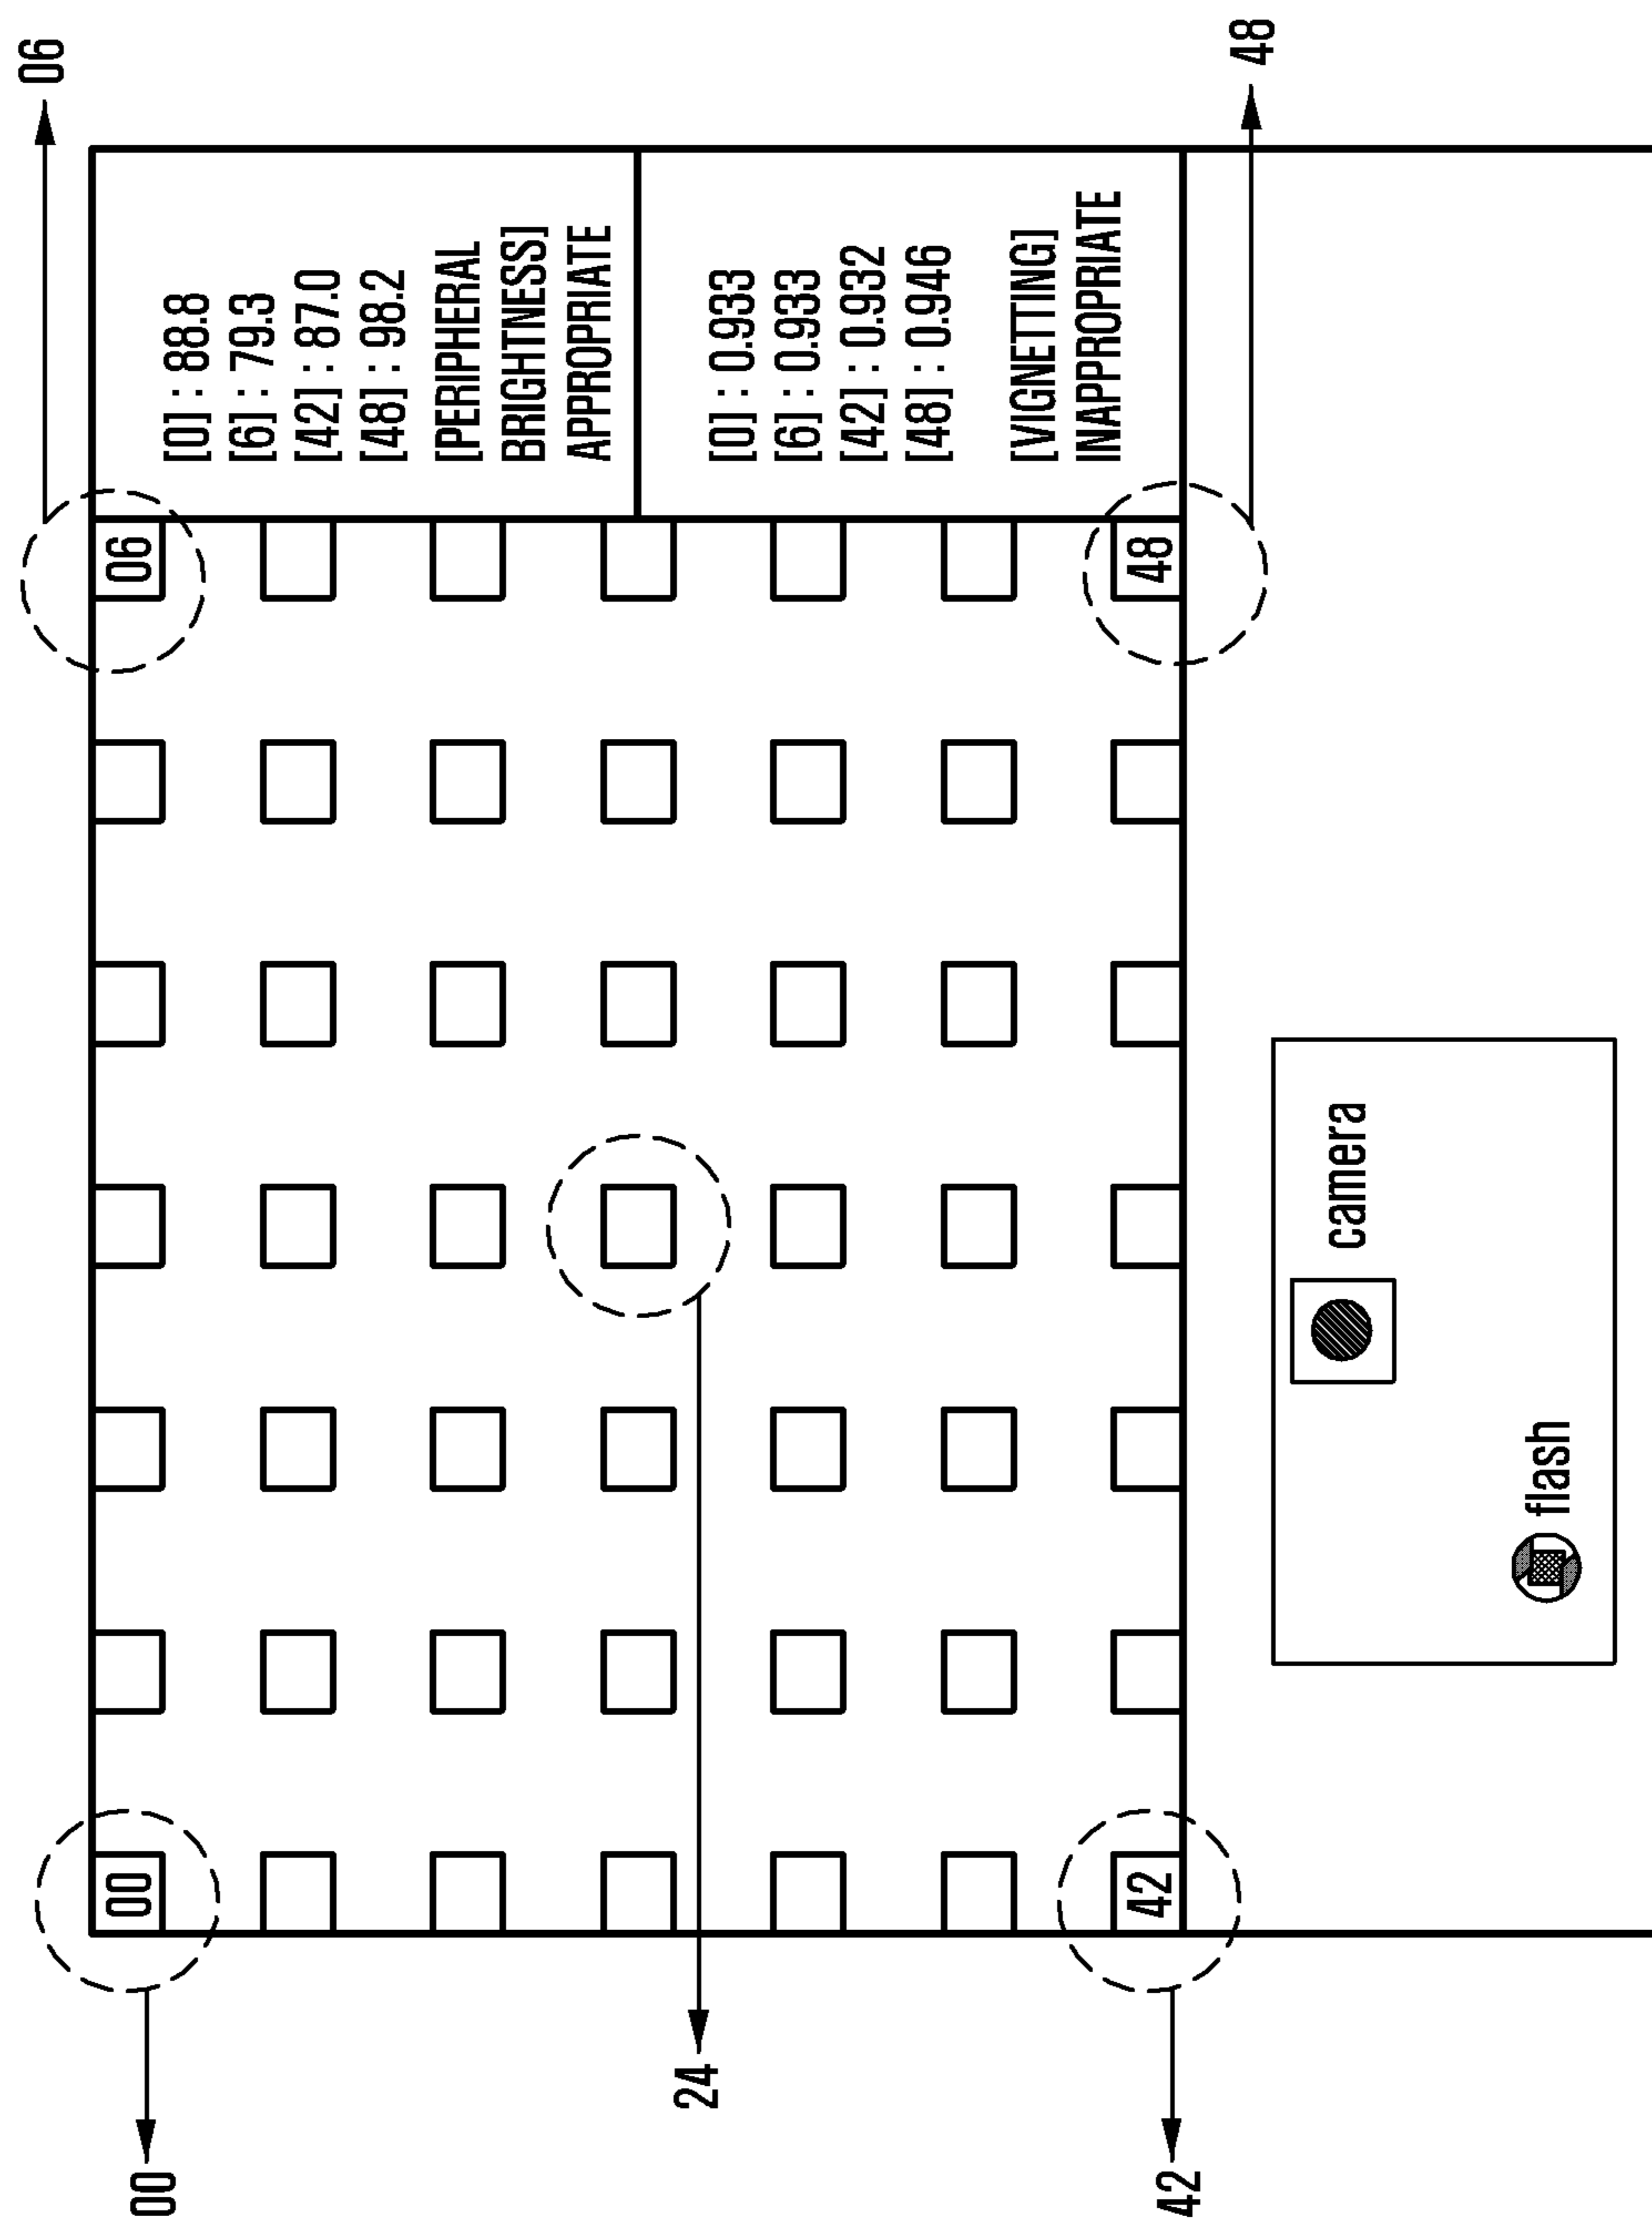 06
00
06
[0] : 88.8
[6] : 79.3
[42] : 87.0
[48] : 98.2
[PERIPHERAL
BRIGHTNESS]
APPROPRIATE
00
24
[0] : 0.933
[6] : 0.933
[42] : 0.932
[48] : 0.946
[VIGNETTING]
INAPPROPRIATE
42
48
42
48
camera
flash